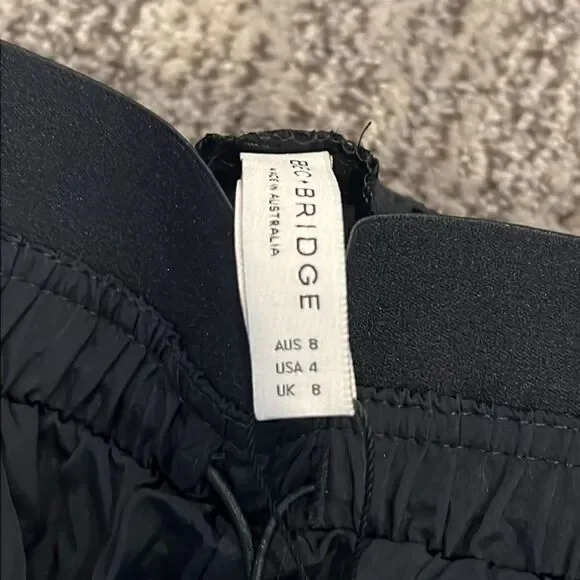 BEC + BRIDGE
MADE IN AUSTRALIA
AUS 8
USA 4
UK 8